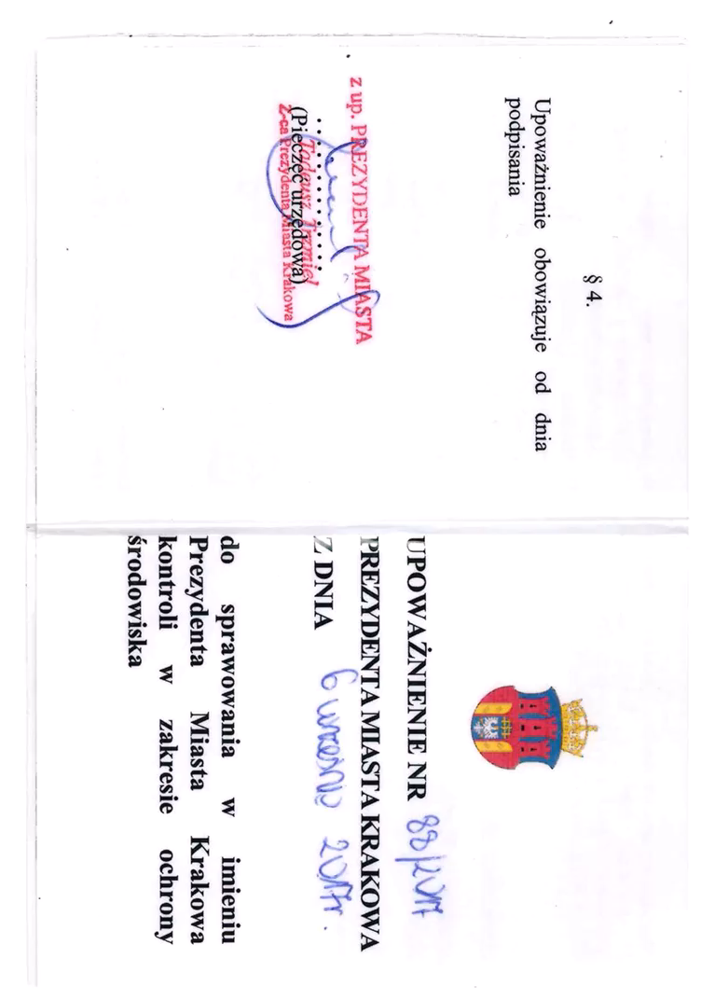 § 4.
Upoważnienie obowiązuje od dnia
podpisania
z up. PREZYDENTA MIASTA
....................
Tadeusz Trzmiel
(Pieczęć urzędowa)
Z-ca Prezydenta Miasta Krakowa
UPOWAŻNIENIE NR 88/2017
PREZYDENTA MIASTA KRAKOWA
Z DNIA 6 września 2017r.
do sprawowania w imieniu
Prezydenta Miasta Krakowa
kontroli w zakresie ochrony
środowiska